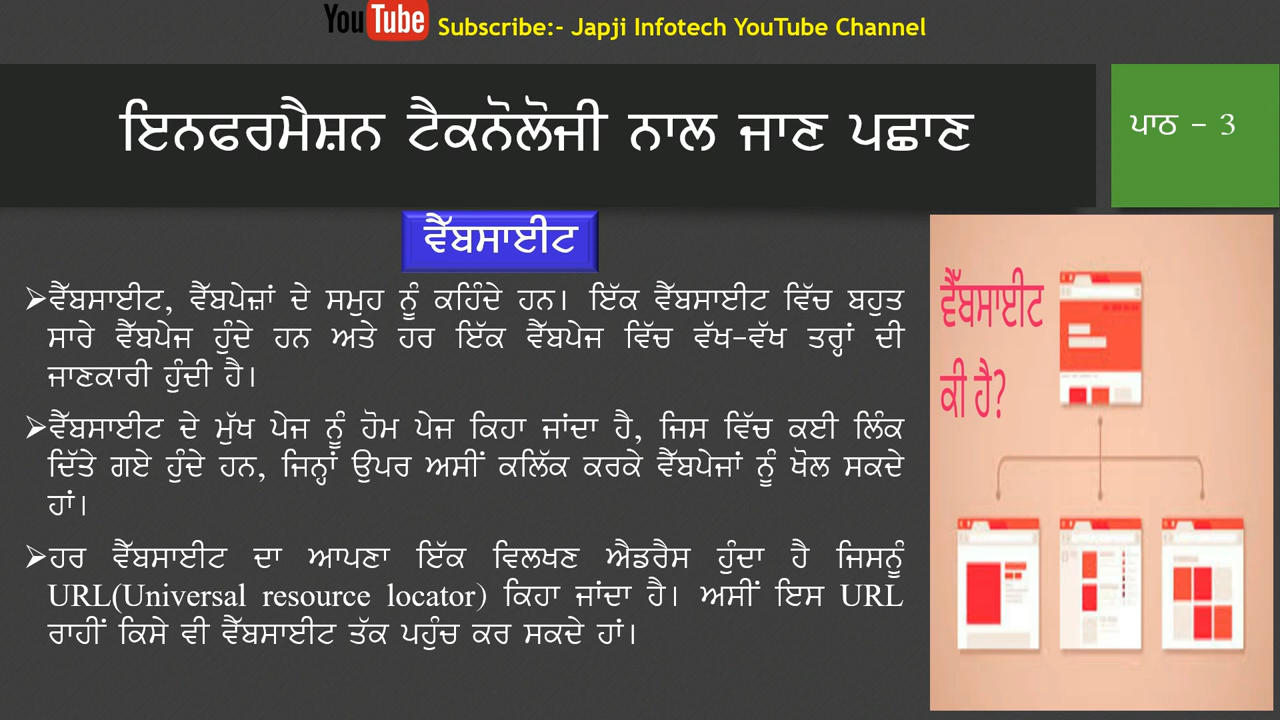 YouTube Subscribe:- Japji Infotech YouTube Channel
ਇਨਫਰਮੈਸ਼ਨ ਟੈਕਨੋਲੋਜੀ ਨਾਲ ਜਾਣ ਪਛਾਣ
ਪਾਠ - 3
ਵੈੱਬਸਾਈਟ
➢ਵੈੱਬਸਾਈਟ, ਵੈੱਬਪੇਜ਼ਾਂ ਦੇ ਸਮੁਹ ਨੂੰ ਕਹਿੰਦੇ ਹਨ। ਇੱਕ ਵੈੱਬਸਾਈਟ ਵਿੱਚ ਬਹੁਤ
ਸਾਰੇ ਵੈੱਬਪੇਜ ਹੁੰਦੇ ਹਨ ਅਤੇ ਹਰ ਇੱਕ ਵੈੱਬਪੇਜ ਵਿੱਚ ਵੱਖ-ਵੱਖ ਤਰ੍ਹਾਂ ਦੀ
ਜਾਣਕਾਰੀ ਹੁੰਦੀ ਹੈ।
➢ਵੈੱਬਸਾਈਟ ਦੇ ਮੁੱਖ ਪੇਜ ਨੂੰ ਹੋਮ ਪੇਜ ਕਿਹਾ ਜਾਂਦਾ ਹੈ, ਜਿਸ ਵਿੱਚ ਕਈ ਲਿੰਕ
ਦਿੱਤੇ ਗਏ ਹੁੰਦੇ ਹਨ, ਜਿਨ੍ਹਾਂ ਉਪਰ ਅਸੀਂ ਕਲਿੱਕ ਕਰਕੇ ਵੈੱਬਪੇਜਾਂ ਨੂੰ ਖੋਲ ਸਕਦੇ
ਹਾਂ।
➢ਹਰ ਵੈੱਬਸਾਈਟ ਦਾ ਆਪਣਾ ਇੱਕ ਵਿਲਖਣ ਐਡਰੈਸ ਹੁੰਦਾ ਹੈ ਜਿਸਨੂੰ
URL(Universal resource locator) ਕਿਹਾ ਜਾਂਦਾ ਹੈ। ਅਸੀਂ ਇਸ URL
ਰਾਹੀਂ ਕਿਸੇ ਵੀ ਵੈੱਬਸਾਈਟ ਤੱਕ ਪਹੁੰਚ ਕਰ ਸਕਦੇ ਹਾਂ।
ਵੈੱਬਸਾਈਟ
ਕੀ ਹੈ?